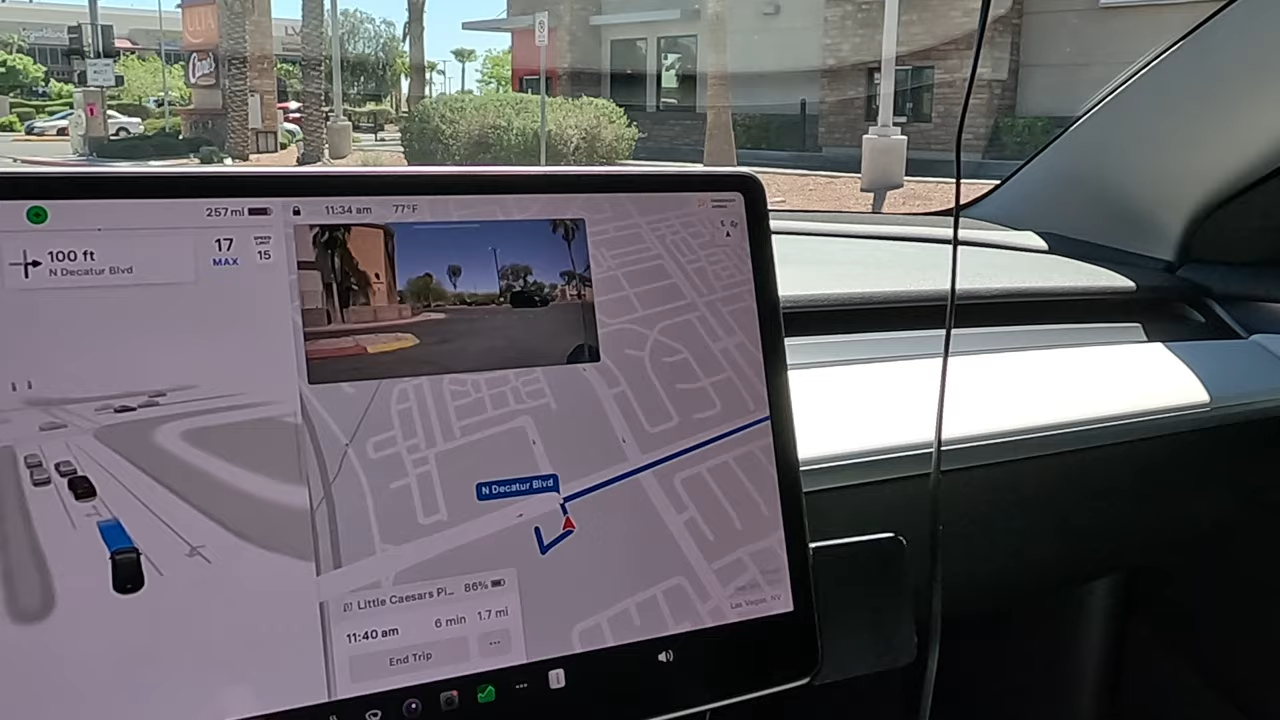 Cane's
257 mi
11:34 am
77°F
100 ft
N Decatur Blvd
17
MAX
SPEED
LIMIT
15
N Decatur Blvd
Little Caesars Pi...
86%
11:40 am
6 min
1.7 mi
End Trip
Las Vegas, NV